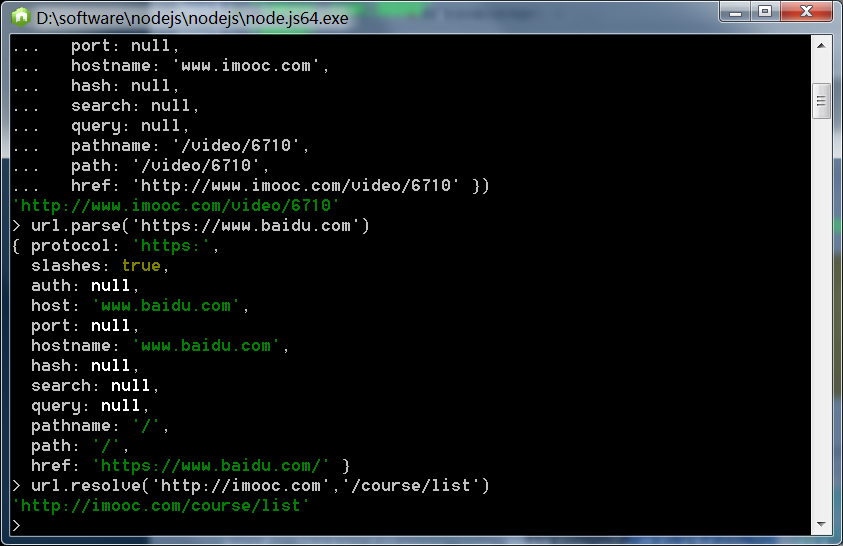 D:\software\nodejs\nodejs\node.js64.exe
...   port: null,
...   hostname: 'www.imooc.com',
...   hash: null,
...   search: null,
...   query: null,
...   pathname: '/video/6710',
...   path: '/video/6710',
...   href: 'http://www.imooc.com/video/6710' })
'http://www.imooc.com/video/6710'
> url.parse('https://www.baidu.com')
{ protocol: 'https:',
  slashes: true,
  auth: null,
  host: 'www.baidu.com',
  port: null,
  hostname: 'www.baidu.com',
  hash: null,
  search: null,
  query: null,
  pathname: '/',
  path: '/',
  href: 'https://www.baidu.com/' }
> url.resolve('http://imooc.com','/course/list')
'http://imooc.com/course/list'
>